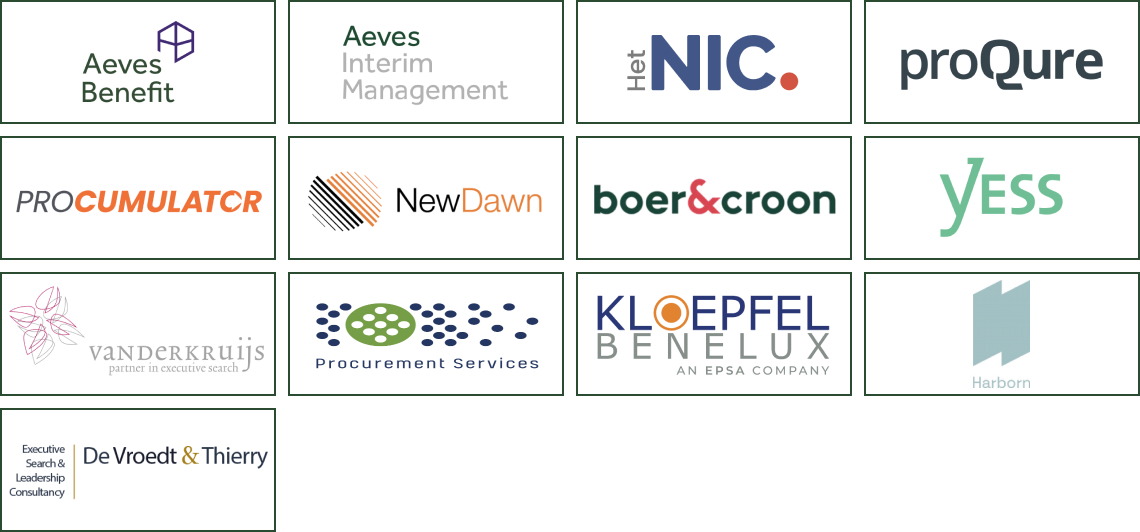 Aeves
Benefit
Aeves
Interim
Management
Het NIC.
proQure
PROCUMULATOR
NewDawn
boer&croon
yESS
vanderkruijs
partner in executive search
Procurement Services
KLOEPFEL
BENELUX
AN EPSA COMPANY
Harborn
Executive
Search &
Leadership
Consultancy
De Vroedt & Thierry